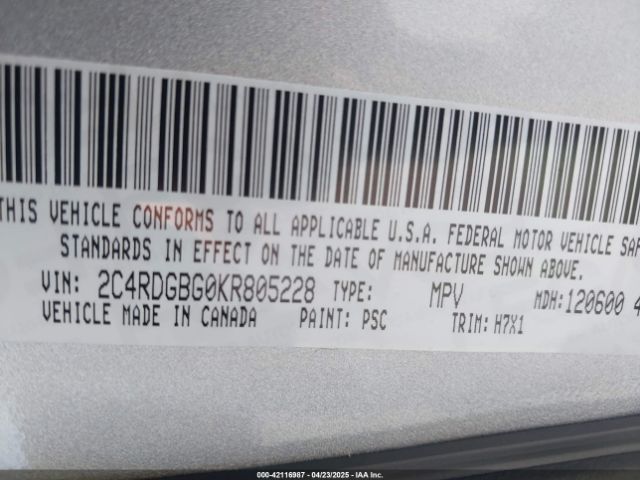 THIS VEHICLE CONFORMS TO ALL APPLICABLE U.S.A. FEDERAL MOTOR VEHICLE SAF
STANDARDS IN EFFECT ON THE DATE OF MANUFACTURE SHOWN ABOVE.
VIN: 2C4RDGBG0KR805228 TYPE: MPV MDH:120600 4
VEHICLE MADE IN CANADA PAINT: PSC TRIM: H7X1
000-42116987 - 04/23/2025 - IAA Inc.